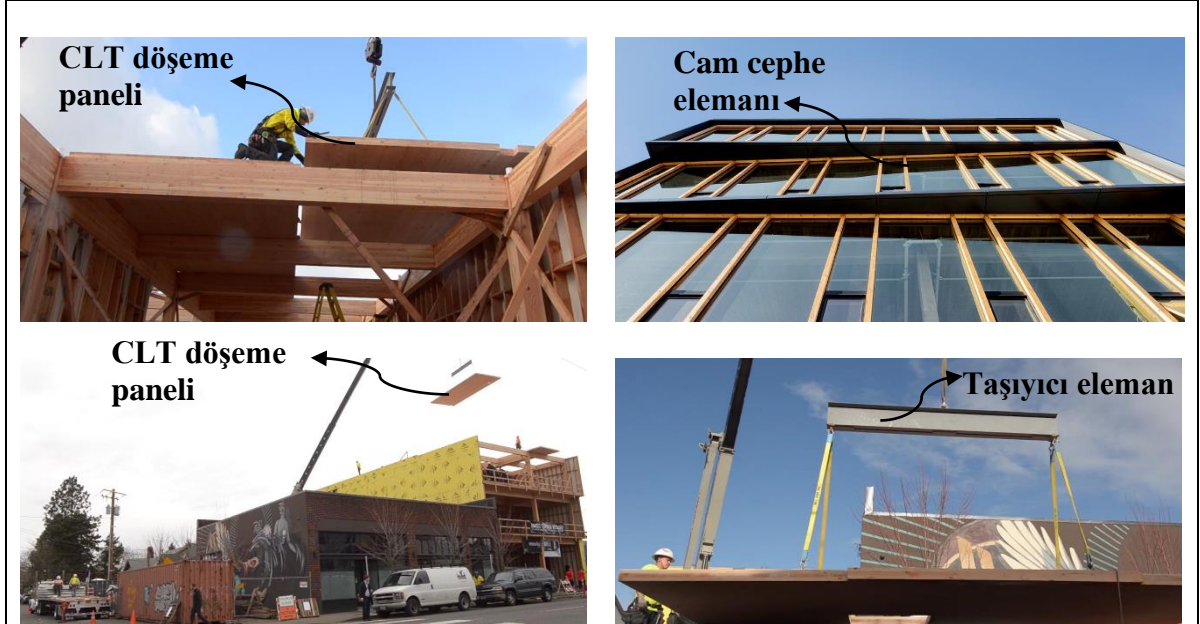 CLT döşeme
paneli
Cam cephe
elemanı
CLT döşeme
paneli
Taşıyıcı eleman